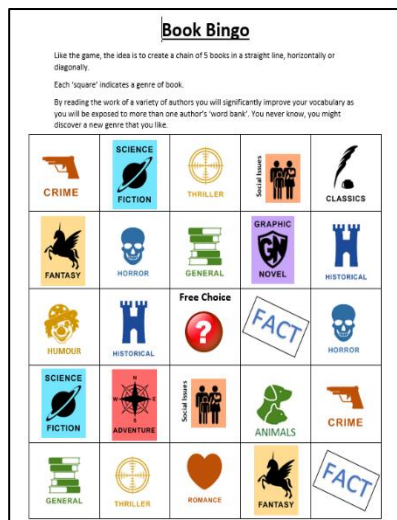 Book Bingo
Like the game, the idea is to create a chain of 5 books in a straight line, horizontally or
diagonally.
Each 'square' indicates a genre of book.
By reading the work of a variety of authors you will significantly improve your vocabulary as
you will be exposed to more than one author's 'word bank'. You never know, you might
discover a new genre that you like.
CRIME
SCIENCE
FICTION
THRILLER
Social Issues
CLASSICS
FANTASY
HORROR
GENERAL
GRAPHIC
GN
NOVEL
HISTORICAL
HUMOUR
HISTORICAL
Free Choice
?
FACT
HORROR
SCIENCE
FICTION
N
W E
S
ADVENTURE
Social Issues
ANIMALS
CRIME
GENERAL
THRILLER
ROMANCE
FANTASY
FACT